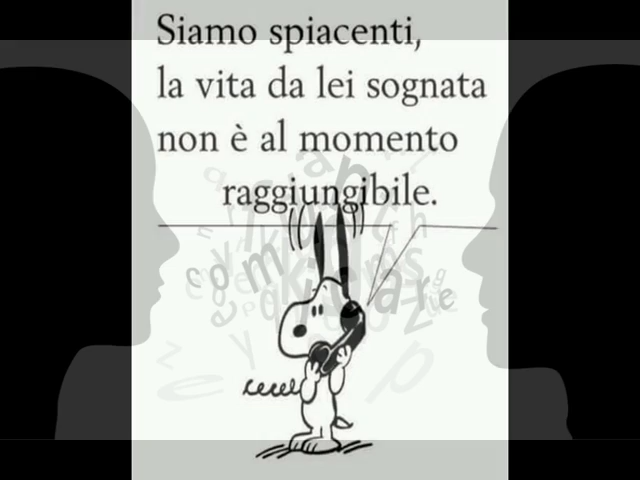 Siamo spiacenti,
la vita da lei sognata
non è al momento
raggiungibile.